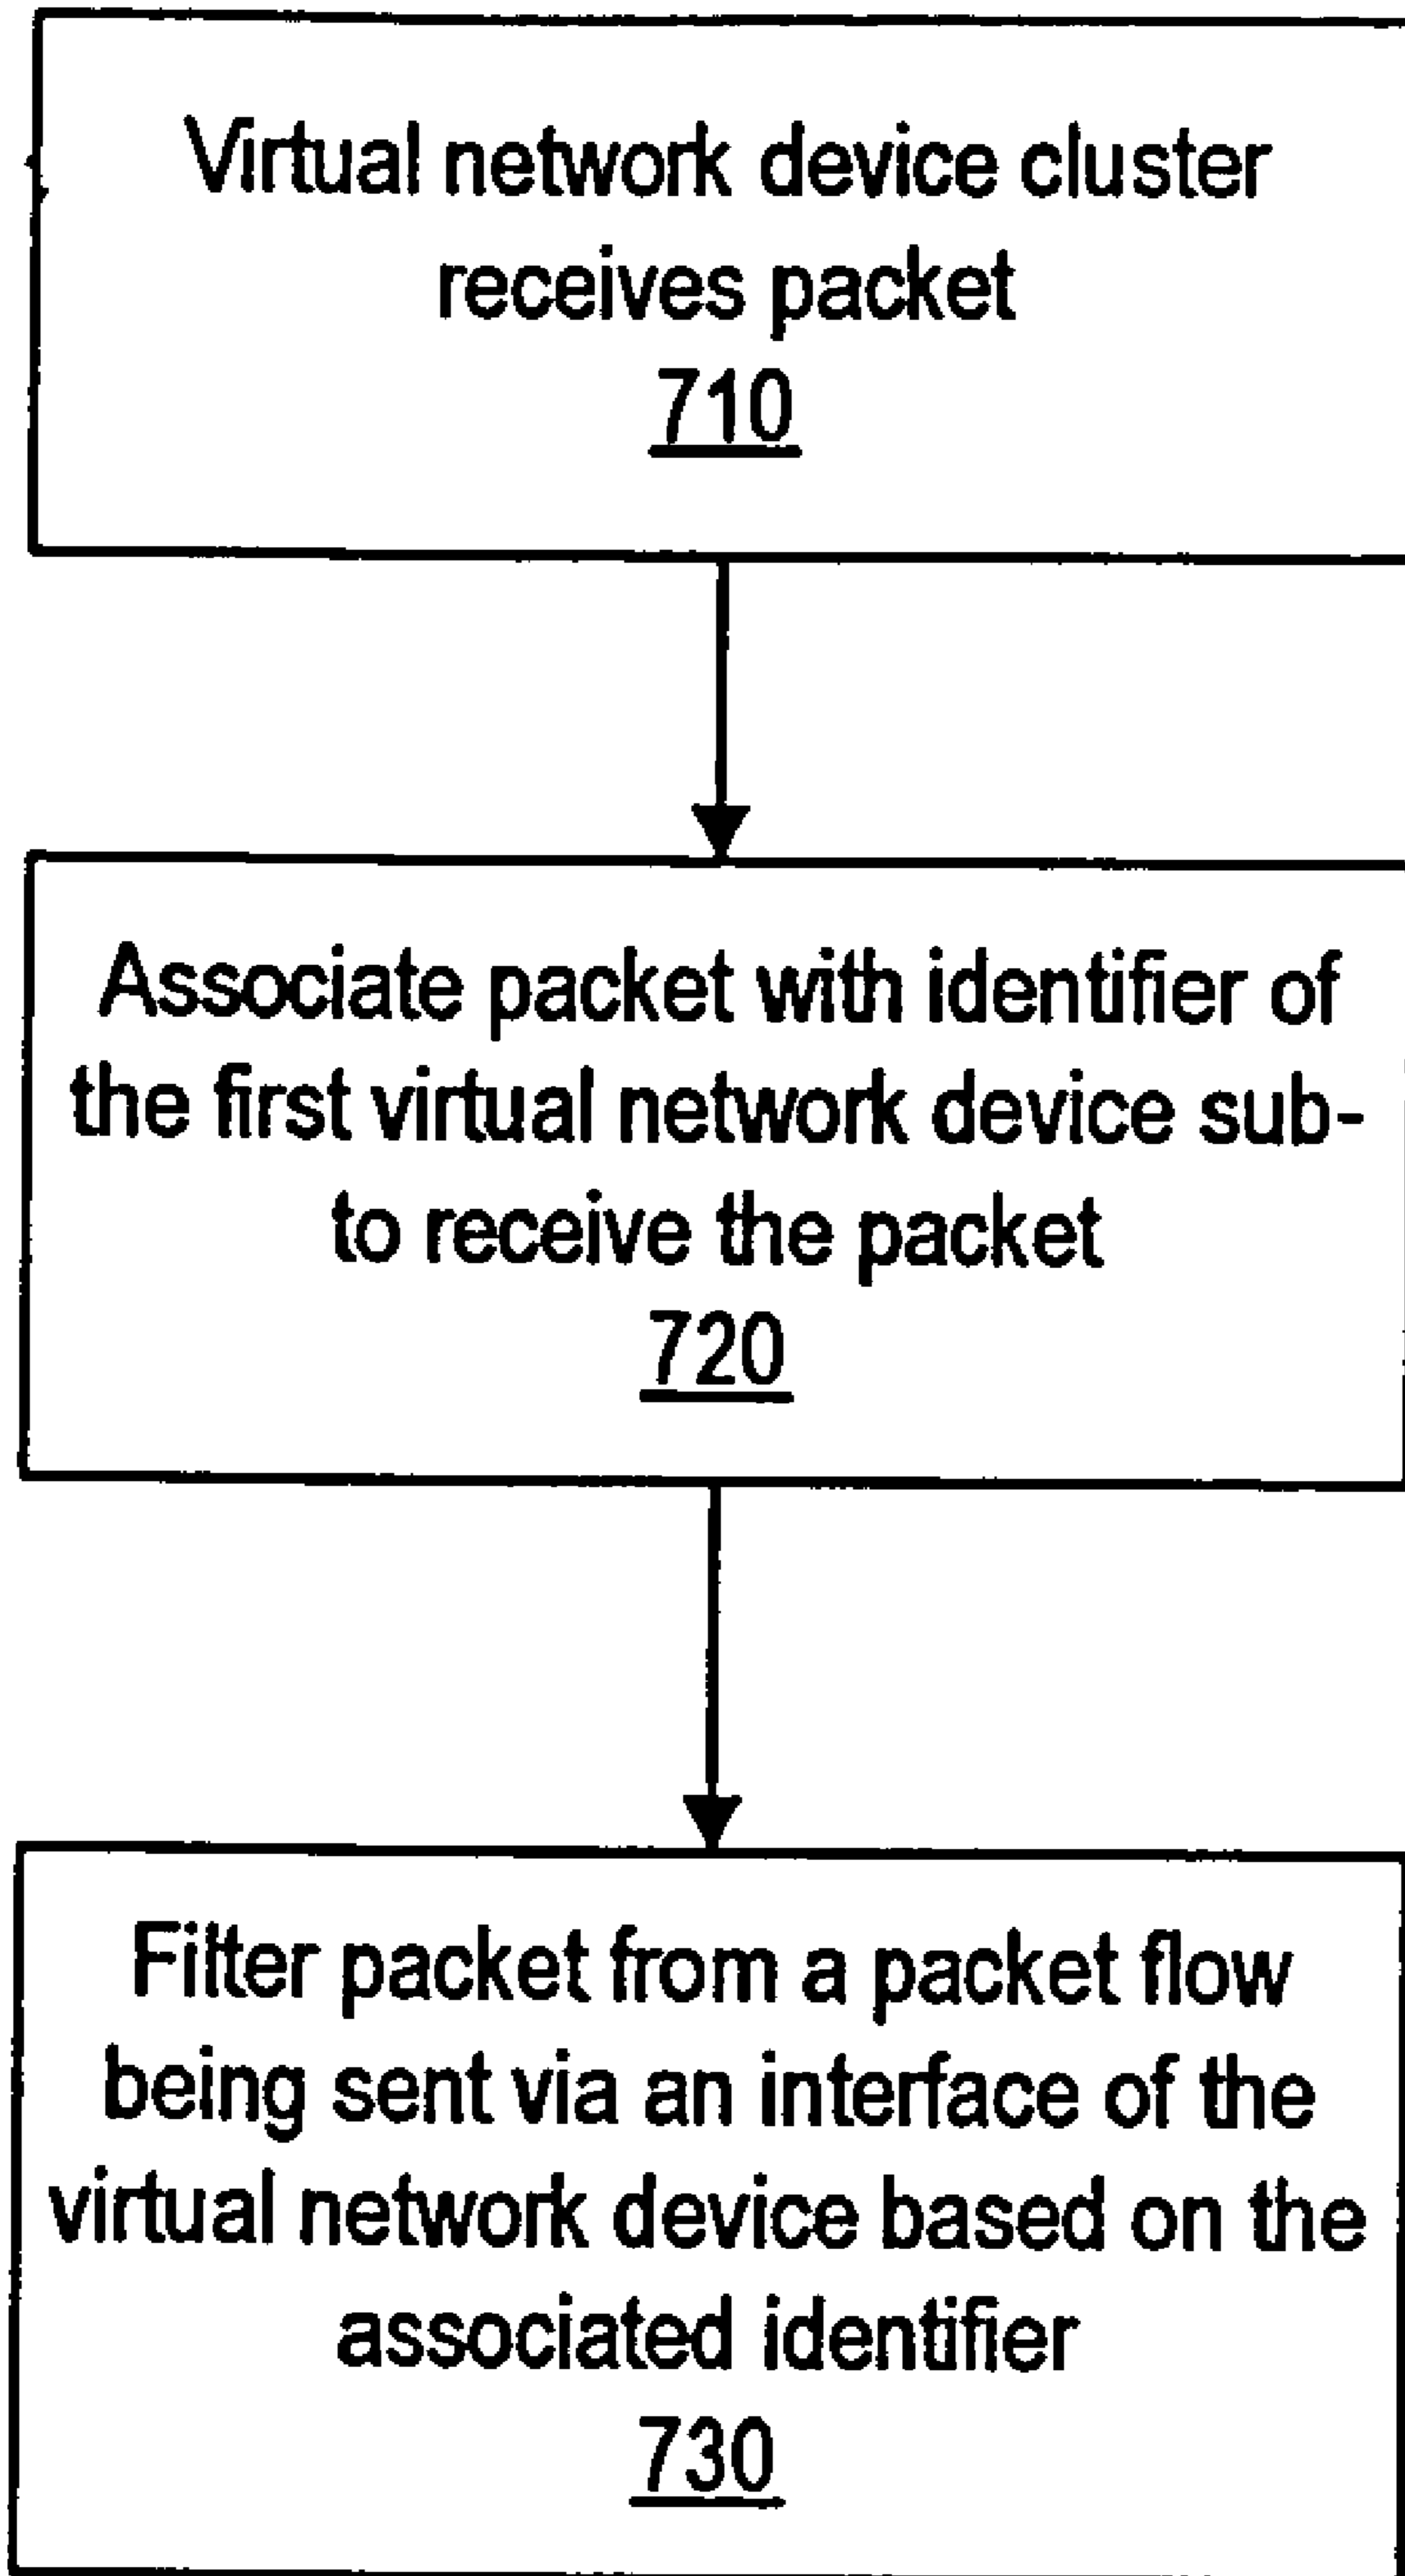 Virtual network device cluster
receives packet
710
Associate packet with identifier of
the first virtual network device sub-
to receive the packet
720
Filter packet from a packet flow
being sent via an interface of the
virtual network device based on the
associated identifier
730